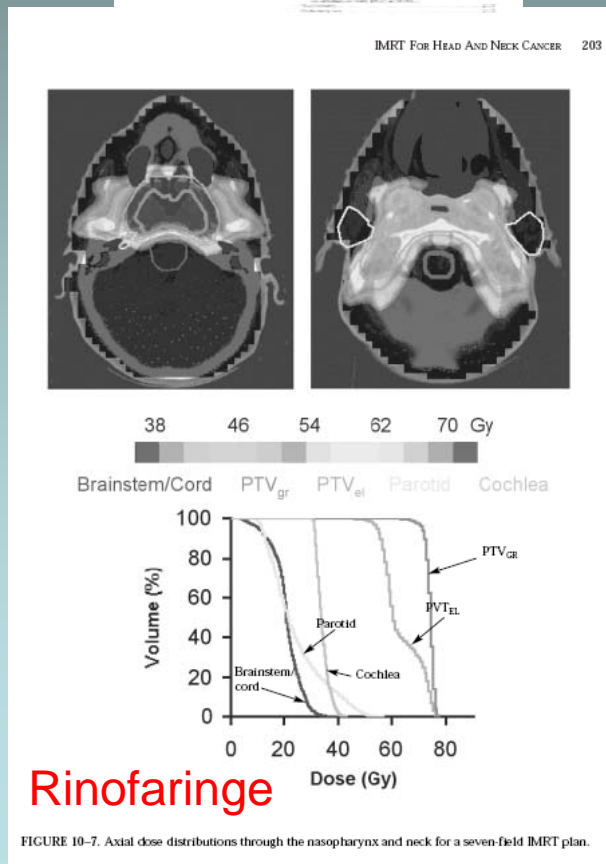 IMRT FOR HEAD AND NECK CANCER 203
38 46 54 62 70 Gy
Brainstem/Cord PTVgr PTVel Parotid Cochlea
100
80
60
40
20
0
Volume (%)
PTVGR
PVTEL
Parotid
Cochlea
Brainstem/
cord
0 20 40 60 80
Dose (Gy)
Rinofaringe
FIGURE 10–7. Axial dose distributions through the nasopharynx and neck for a seven-field IMRT plan.